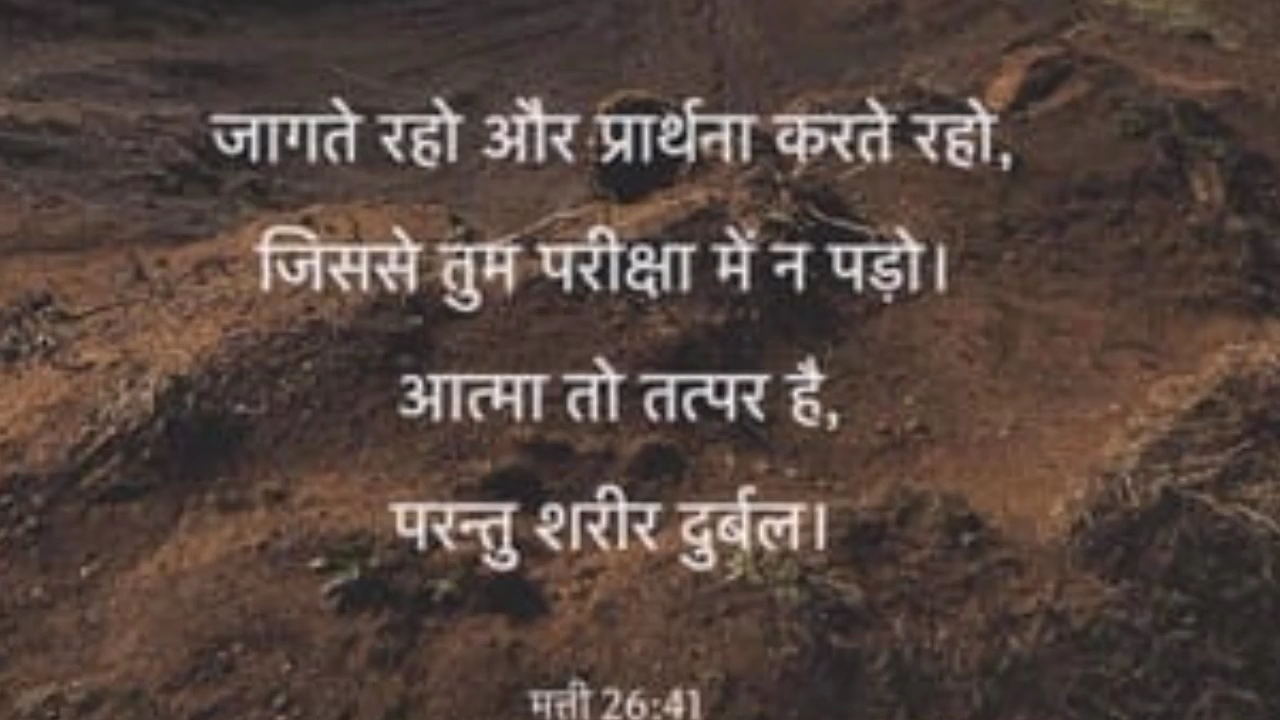 जागते रहो और प्रार्थना करते रहो,
जिससे तुम परीक्षा में न पड़ो।
आत्मा तो तत्पर है,
परन्तु शरीर दुर्बल।
मत्ती 26:41